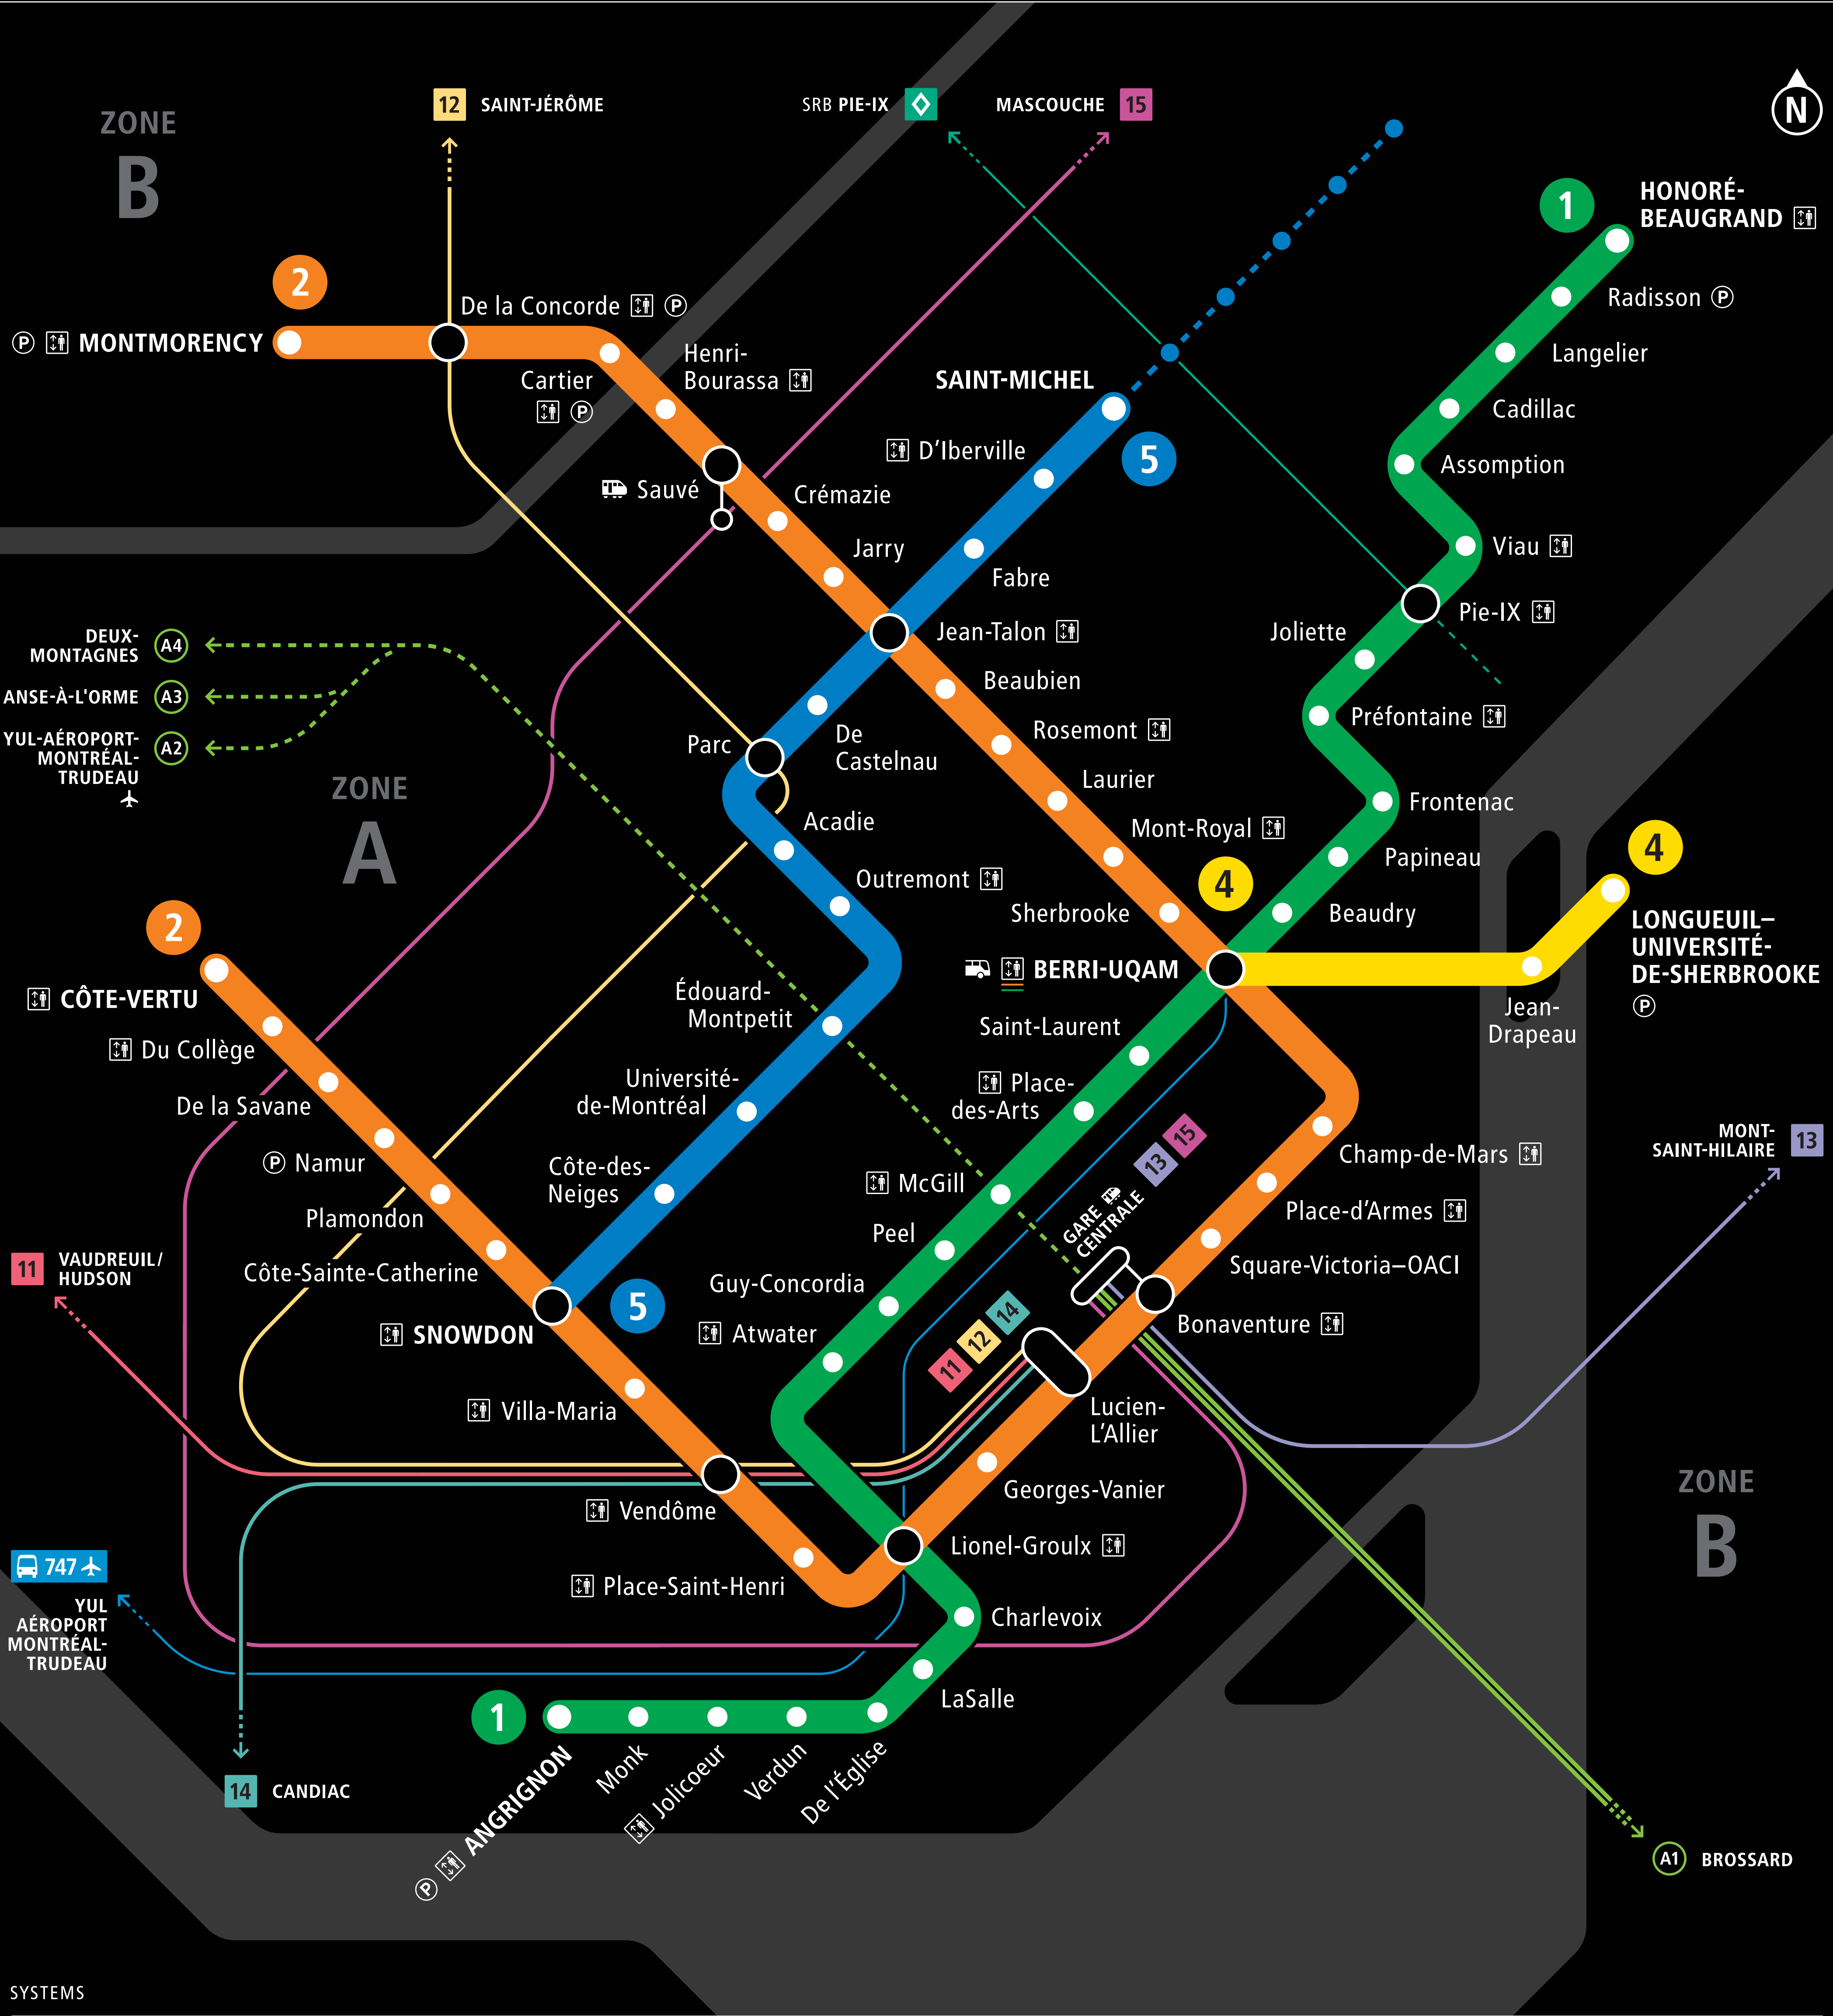 ZONE
B
12 SAINT-JÉRÔME
SRB PIE-IX
MASCOUCHE 15
N
1
HONORÉ-
BEAUGRAND
Radisson P
Langelier
Cadillac
Assomption
Viau
Pie-IX
Joliette
Préfontaine
Frontenac
Papineau
Beaudry
2
P MONTMORENCY
De la Concorde P
Cartier
P
Henri-
Bourassa
Sauvé
Crémazie
Jarry
Jean-Talon
Beaubien
Rosemont
Laurier
Mont-Royal
Sherbrooke
SAINT-MICHEL
5
D'Iberville
Fabre
De
Castelnau
Parc
Acadie
Outremont
Édouard-
Montpetit
Université-
de-Montréal
Côte-des-
Neiges
DEUX-
MONTAGNES A4
ANSE-À-L'ORME A3
YUL-AÉROPORT-
MONTRÉAL-
TRUDEAU A2
ZONE
A
4
4
LONGUEUIL–
UNIVERSITÉ-
DE-SHERBROOKE
P
Jean-
Drapeau
BERRI-UQAM
Saint-Laurent
Place-
des-Arts
McGill
Peel
Guy-Concordia
Atwater
2
CÔTE-VERTU
Du Collège
De la Savane
P Namur
Plamondon
Côte-Sainte-Catherine
SNOWDON
5
Villa-Maria
Vendôme
Place-Saint-Henri
Lionel-Groulx
Georges-Vanier
Lucien-
L'Allier
11 12 14
Bonaventure
GARE
CENTRALE
13 15
Square-Victoria–OACI
Place-d'Armes
Champ-de-Mars
MONT-
SAINT-HILAIRE 13
11 VAUDREUIL/
HUDSON
747
YUL
AÉROPORT
MONTRÉAL-
TRUDEAU
14 CANDIAC
Charlevoix
LaSalle
De l'Église
Verdun
Jolicoeur
Monk
P ANGRIGNON
1
ZONE
B
A1 BROSSARD
SYSTEMS